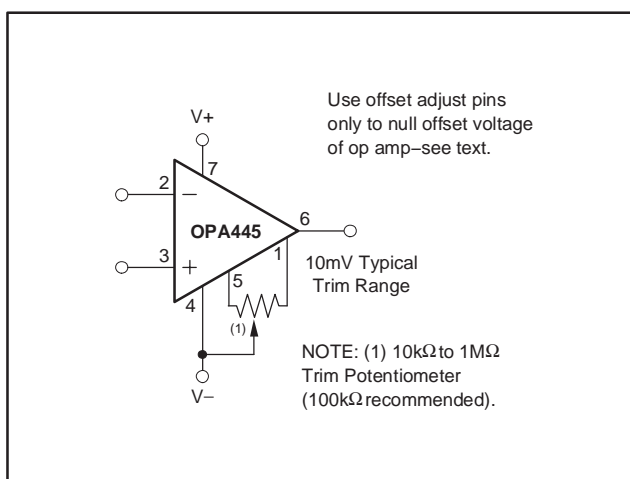 Use offset adjust pins
only to null offset voltage
of op amp–see text.
V+
7
2
−
OPA445
6
3
+
1
5
4
(1)
10mV Typical
Trim Range
V−
NOTE: (1) 10kΩ to 1MΩ
Trim Potentiometer
(100kΩ recommended).